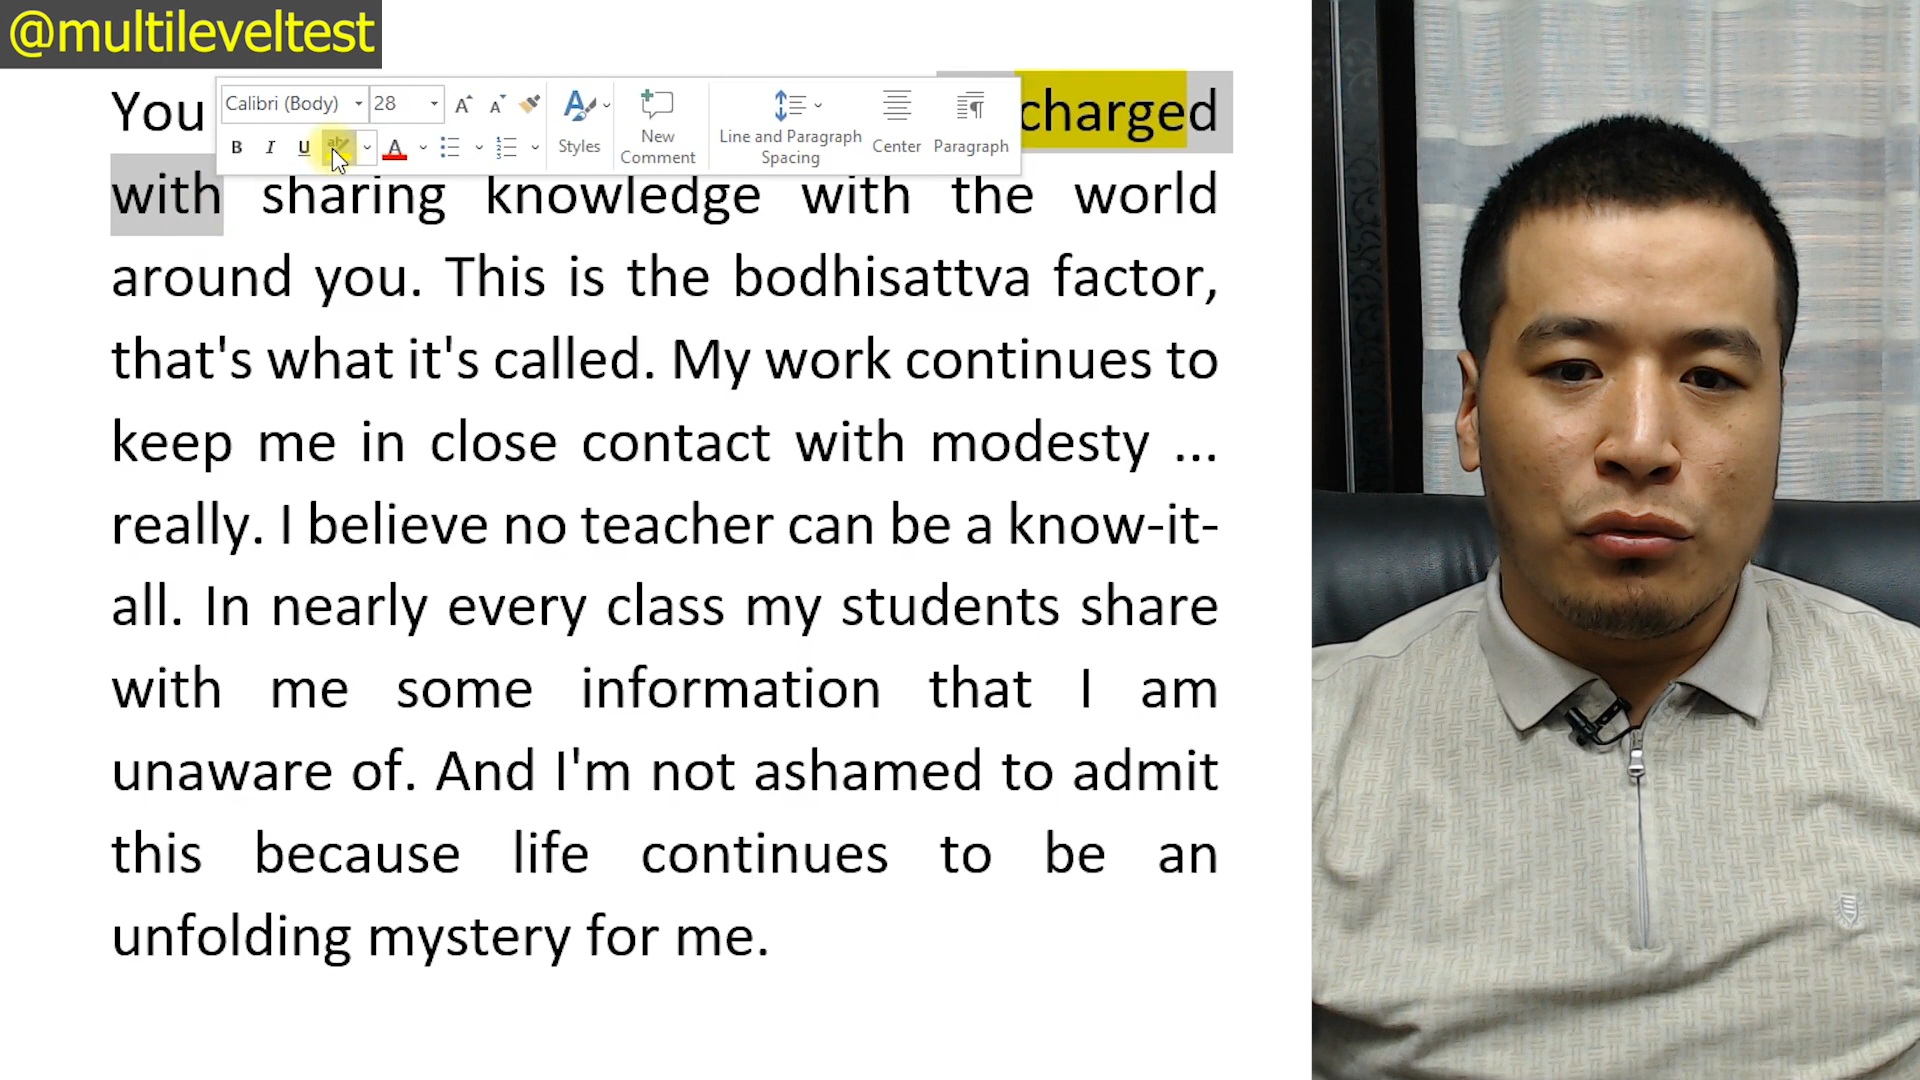 @multileveltest
You charged
Calibri (Body) 28
B I U A
Styles
New Comment
Line and Paragraph Spacing
Center
Paragraph
with sharing knowledge with the world
around you. This is the bodhisattva factor,
that's what it's called. My work continues to
keep me in close contact with modesty ...
really. I believe no teacher can be a know-it-
all. In nearly every class my students share
with me some information that I am
unaware of. And I'm not ashamed to admit
this because life continues to be an
unfolding mystery for me.